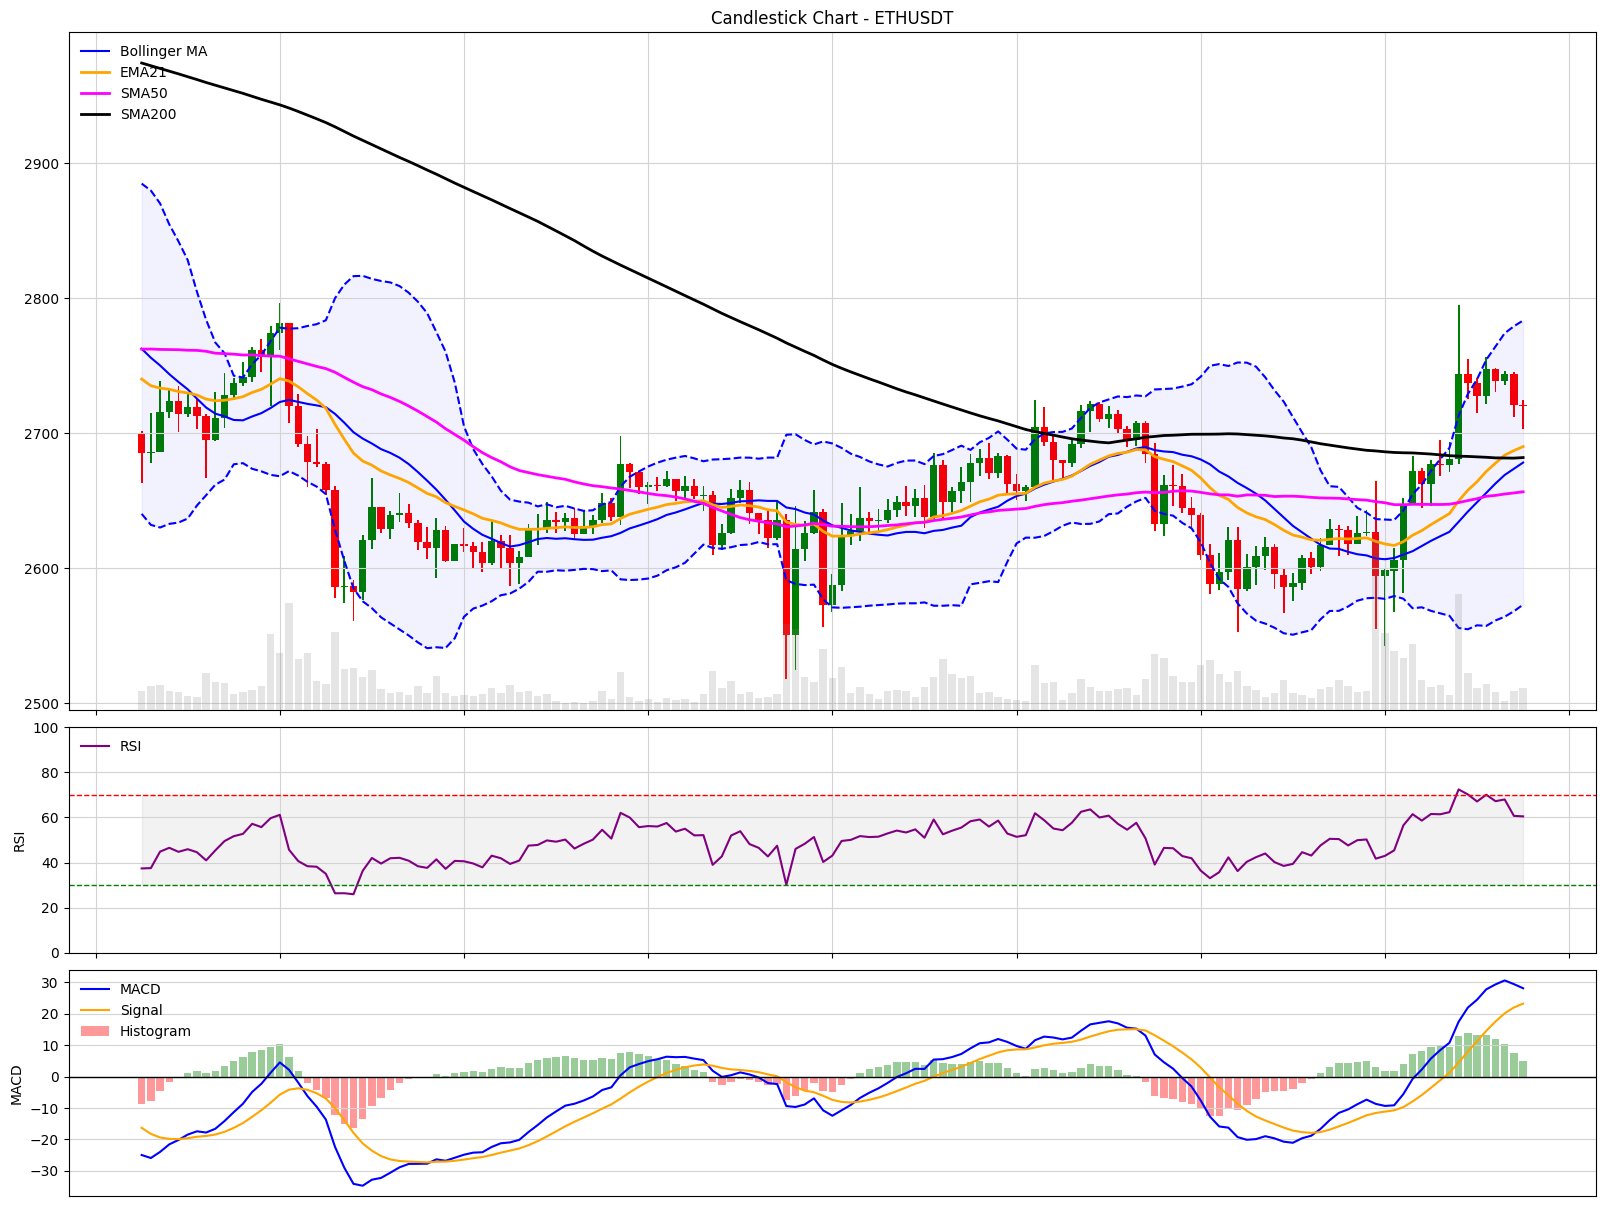 Candlestick Chart - ETHUSDT
Bollinger MA
EMA21
SMA50
SMA200
2900
2800
2700
2600
2500
RSI
100
80
60
40
20
0
RSI
MACD
Signal
Histogram
30
20
10
0
−10
−20
−30
MACD